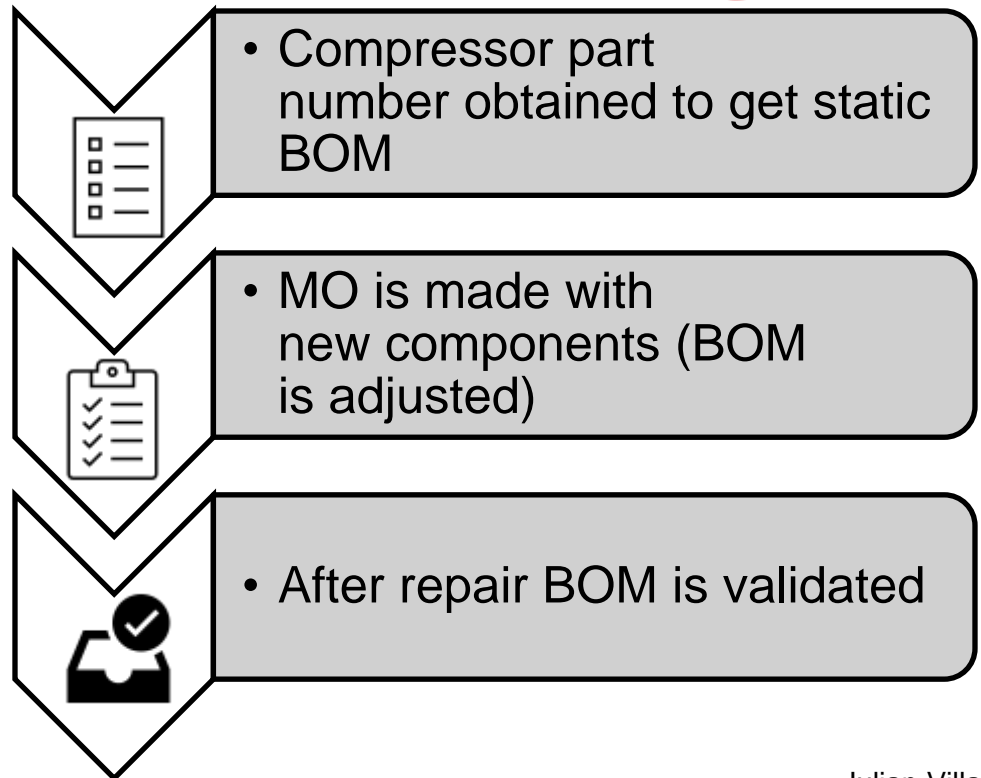 • Compressor part
number obtained to get static
BOM
• MO is made with
new components (BOM
is adjusted)
• After repair BOM is validated